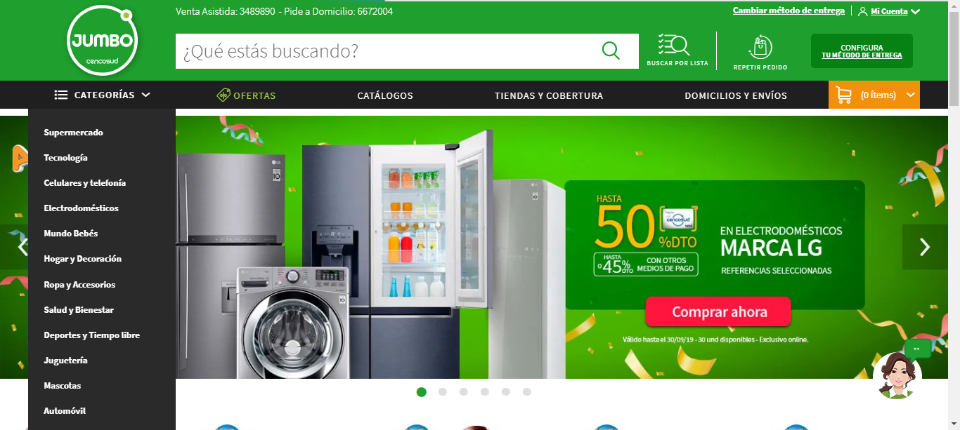 Venta Asistida: 3489890 - Pide a Domicilio: 6672004
Cambiar método de entrega
Mi Cuenta
JUMBO
cencosud
¿Qué estás buscando?
BUSCAR POR LISTA
REPETIR PEDIDO
CONFIGURA
TU MÉTODO DE ENTREGA
CATEGORÍAS
OFERTAS
CATÁLOGOS
TIENDAS Y COBERTURA
DOMICILIOS Y ENVÍOS
(0 ítems)
Supermercado
Tecnología
Celulares y telefonía
Electrodomésticos
Mundo Bebés
Hogar y Decoración
Ropa y Accesorios
Salud y Bienestar
Deportes y Tiempo libre
Juguetería
Mascotas
Automóvil
HASTA
50 %DTO
cencosud
HASTA
o 45% DTO
CON OTROS
MEDIOS DE PAGO
EN ELECTRODOMÉSTICOS
MARCA LG
REFERENCIAS SELECCIONADAS
Comprar ahora
Válido hasta el 30/09/19 - 30 und disponibles - Exclusivo online.